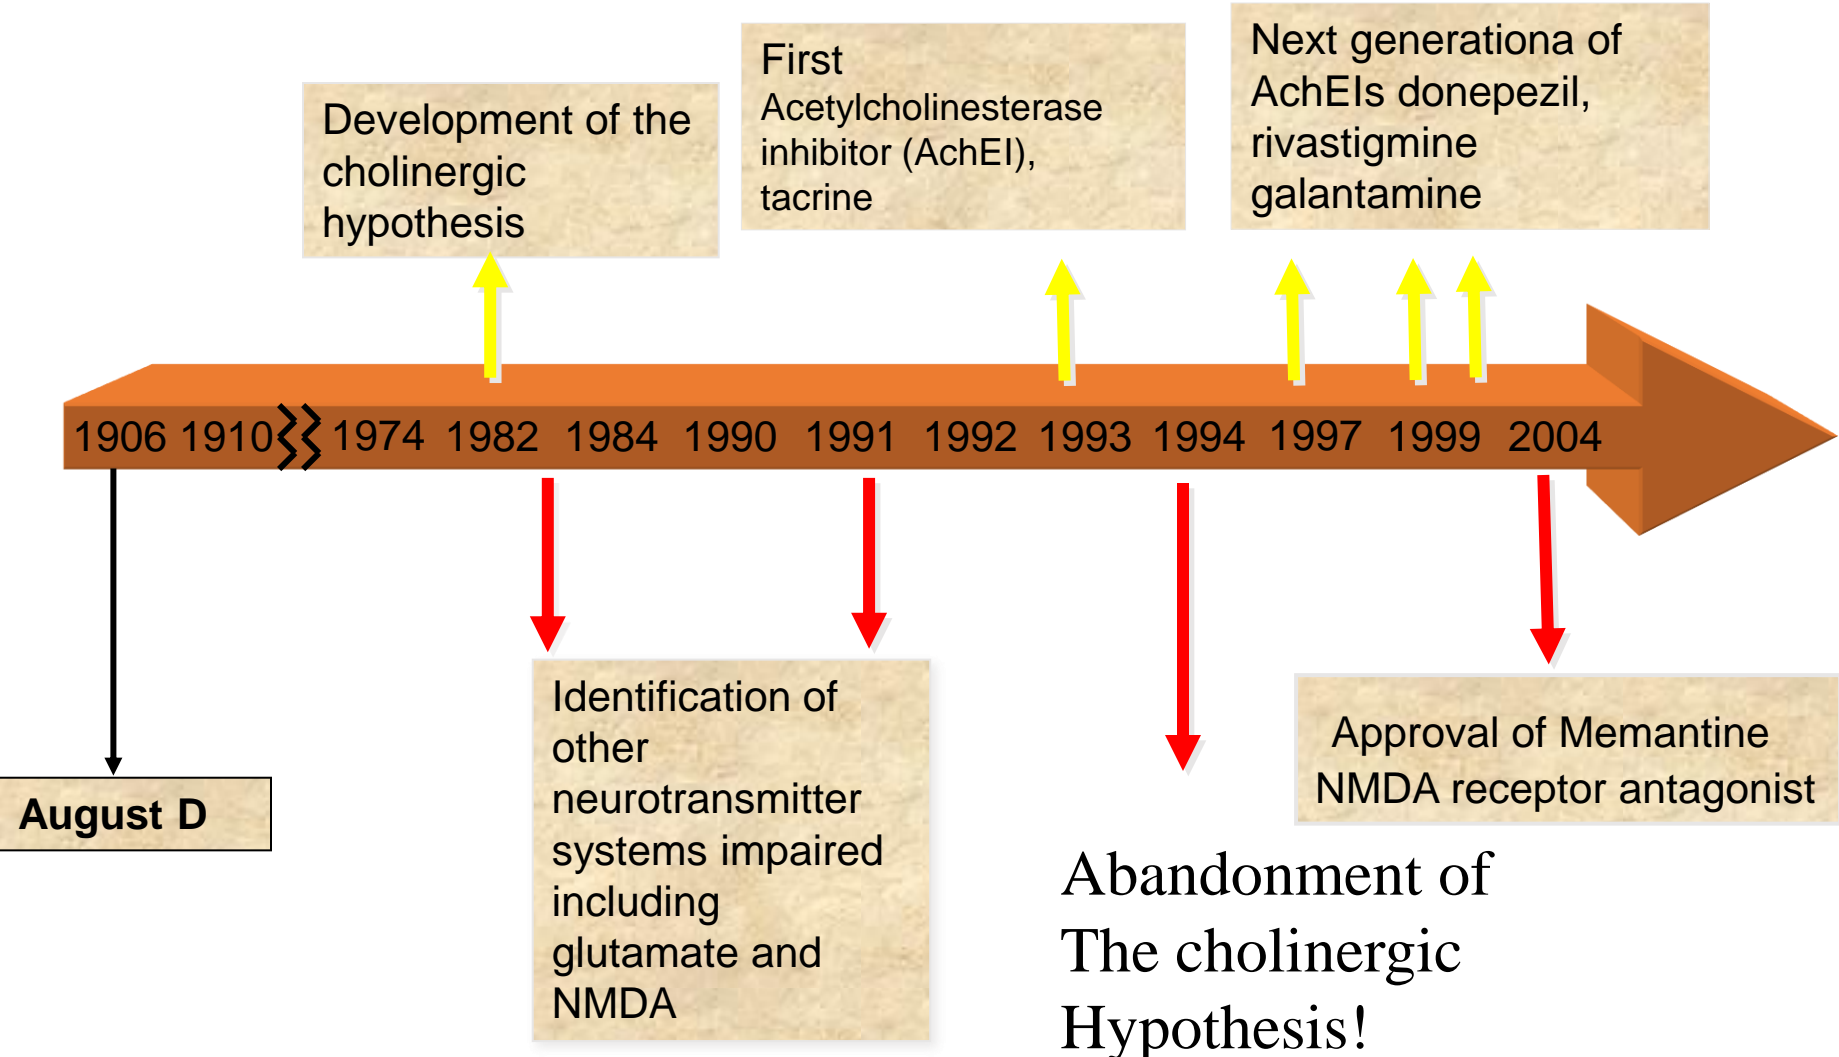 Development of the
cholinergic
hypothesis
First
Acetylcholinesterase
inhibitor (AchEI),
tacrine
Next generationa of
AchEIs donepezil,
rivastigmine
galantamine
1906 1910 1974 1982 1984 1990 1991 1992 1993 1994 1997 1999 2004
August D
Identification of
other
neurotransmitter
systems impaired
including
glutamate and
NMDA
Abandonment of
The cholinergic
Hypothesis!
Approval of Memantine
NMDA receptor antagonist